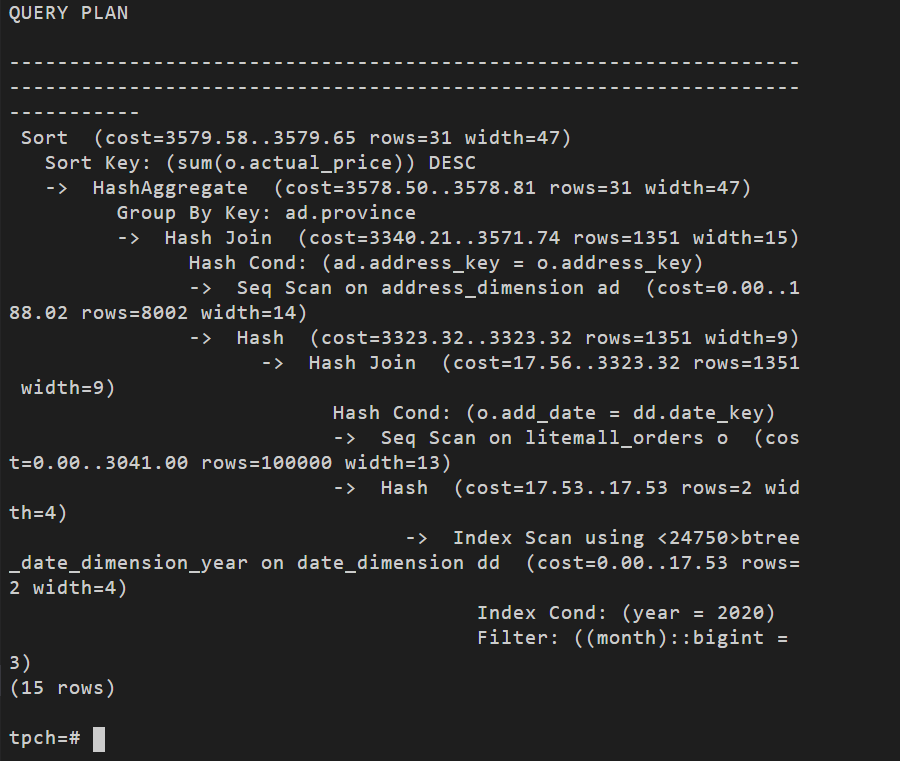 QUERY PLAN
------------------------------------------------------------------
------------------------------------------------------------------
-----------
 Sort  (cost=3579.58..3579.65 rows=31 width=47)
   Sort Key: (sum(o.actual_price)) DESC
   ->  HashAggregate  (cost=3578.50..3578.81 rows=31 width=47)
         Group By Key: ad.province
         ->  Hash Join  (cost=3340.21..3571.74 rows=1351 width=15)
               Hash Cond: (ad.address_key = o.address_key)
               ->  Seq Scan on address_dimension ad  (cost=0.00..1
88.02 rows=8002 width=14)
               ->  Hash  (cost=3323.32..3323.32 rows=1351 width=9)
                     ->  Hash Join  (cost=17.56..3323.32 rows=1351
 width=9)
                           Hash Cond: (o.add_date = dd.date_key)
                           ->  Seq Scan on litemall_orders o  (cos
t=0.00..3041.00 rows=100000 width=13)
                           ->  Hash  (cost=17.53..17.53 rows=2 wid
th=4)
                                 ->  Index Scan using <24750>btree
_date_dimension_year on date_dimension dd  (cost=0.00..17.53 rows=
2 width=4)
                                       Index Cond: (year = 2020)
                                       Filter: ((month)::bigint =
3)
(15 rows)
tpch=#